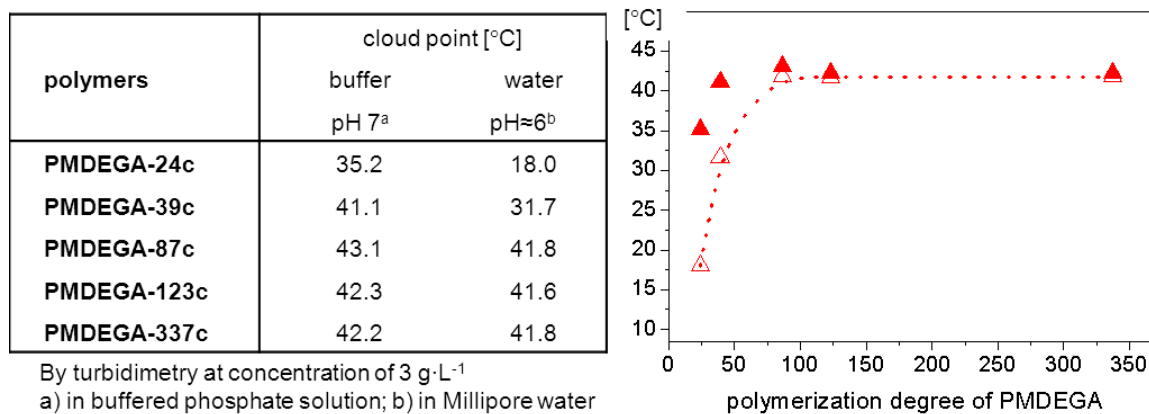 cloud point [°C]
polymers buffer water
pH 7ᵃ pH≈6ᵇ
PMDEGA-24c 35.2 18.0
PMDEGA-39c 41.1 31.7
PMDEGA-87c 43.1 41.8
PMDEGA-123c 42.3 41.6
PMDEGA-337c 42.2 41.8
By turbidimetry at concentration of 3 g·L⁻¹
a) in buffered phosphate solution; b) in Millipore water
[°C]
45
40
35
30
25
20
15
10
0 50 100 150 200 250 300 350
polymerization degree of PMDEGA